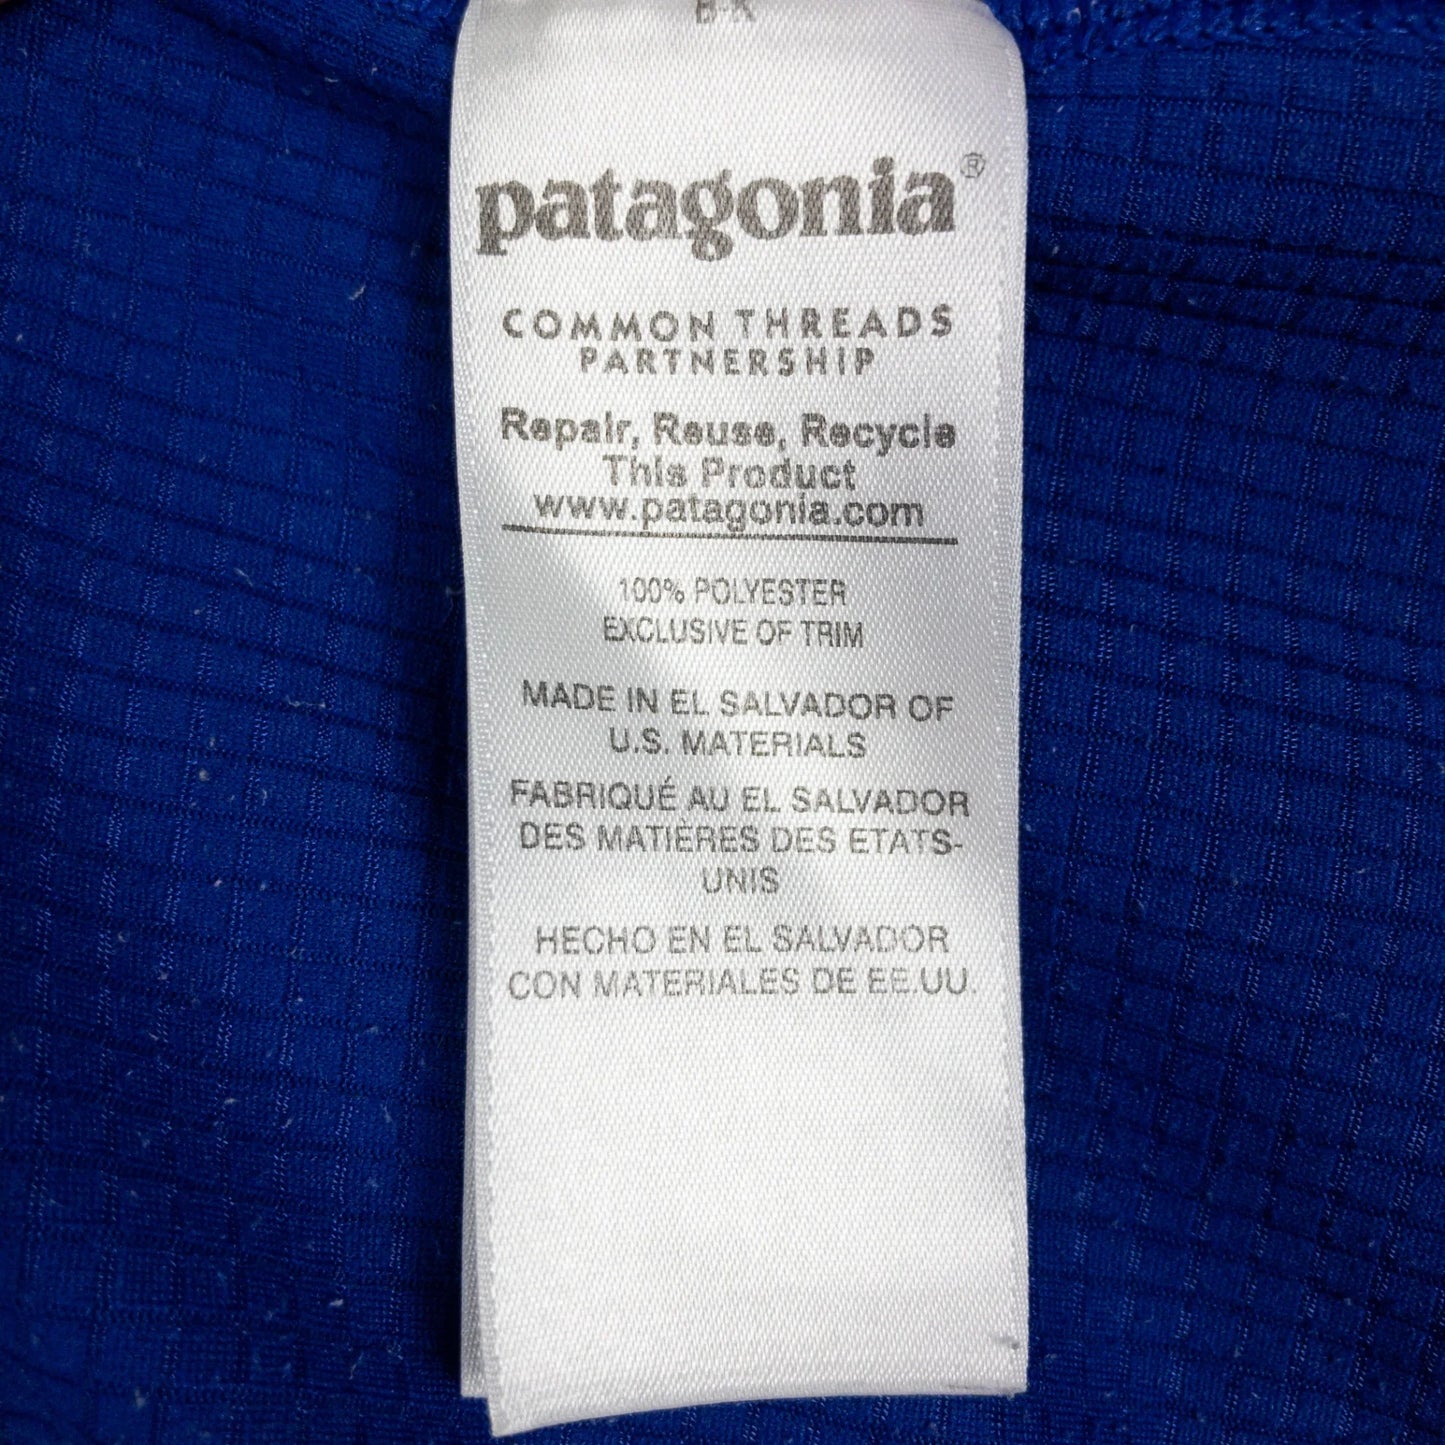 patagonia®
COMMON THREADS
PARTNERSHIP
Repair, Reuse, Recycle
This Product
www.patagonia.com
100% POLYESTER
EXCLUSIVE OF TRIM
MADE IN EL SALVADOR OF
U.S. MATERIALS
FABRIQUÉ AU EL SALVADOR
DES MATIÈRES DES ETATS-
UNIS
HECHO EN EL SALVADOR
CON MATERIALES DE EE.UU.